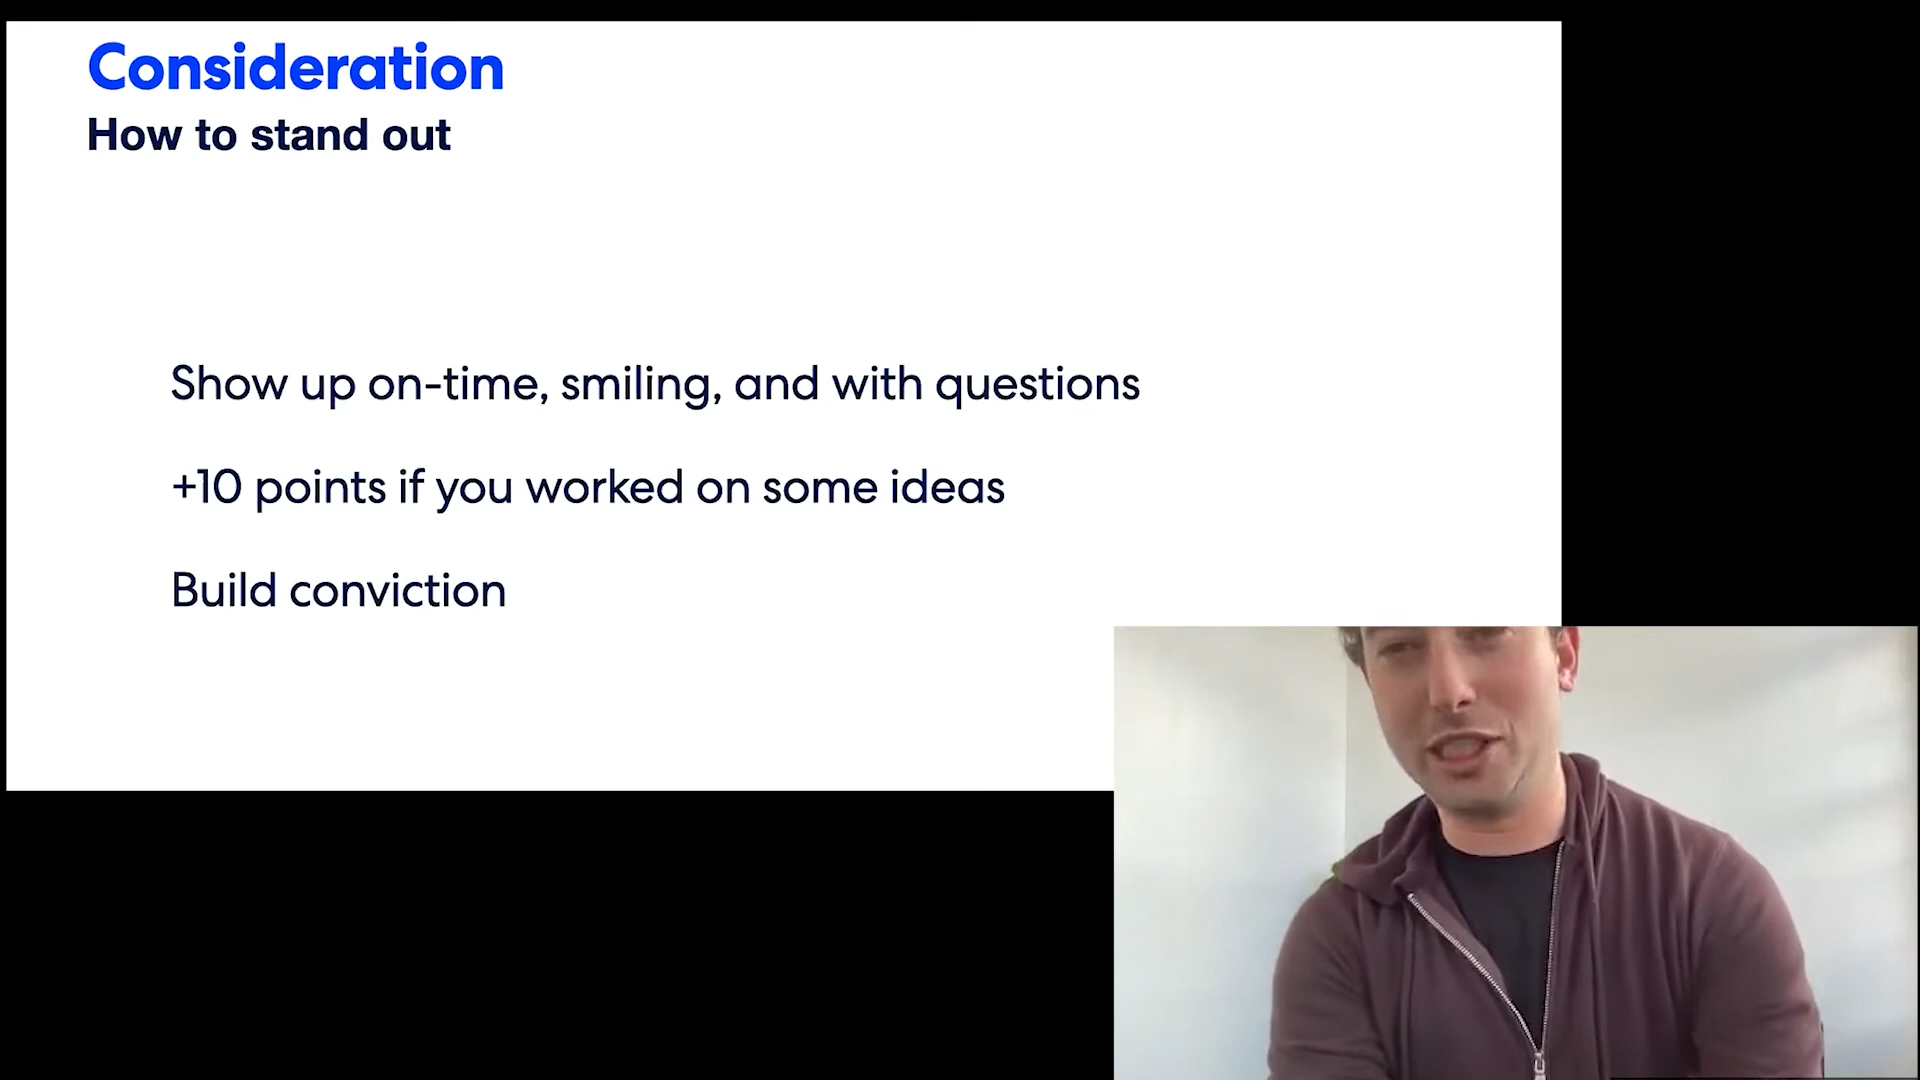 Consideration
How to stand out
Show up on-time, smiling, and with questions
+10 points if you worked on some ideas
Build conviction